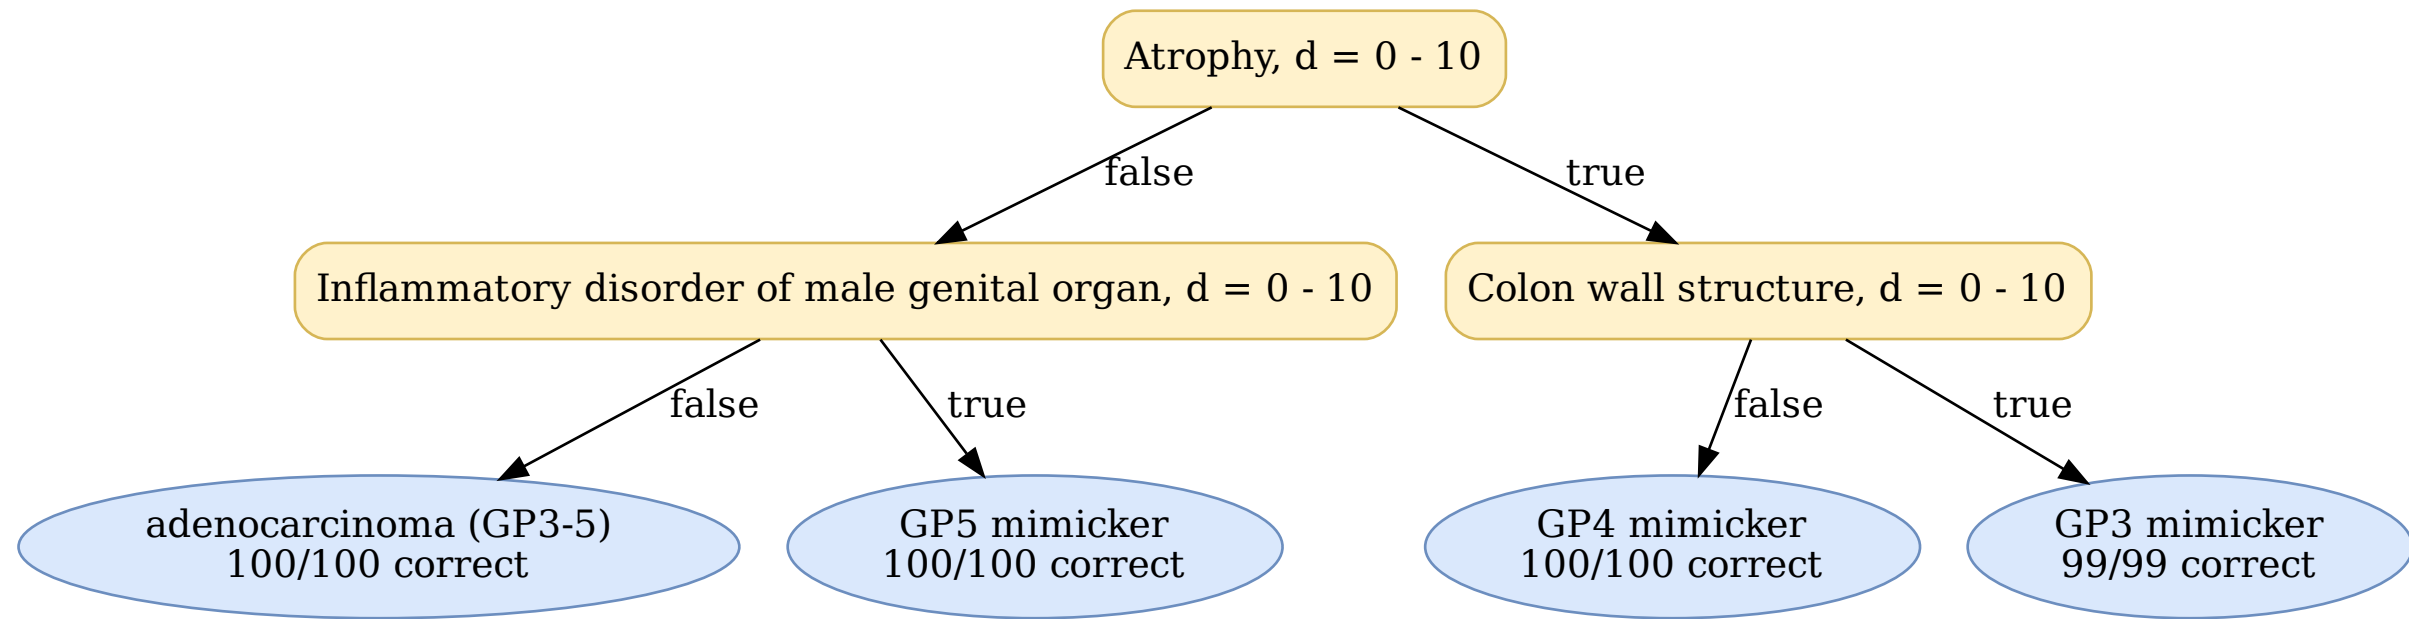 Atrophy, d = 0 - 10
false
true
Inflammatory disorder of male genital organ, d = 0 - 10
Colon wall structure, d = 0 - 10
false
true
false
true
adenocarcinoma (GP3-5)
100/100 correct
GP5 mimicker
100/100 correct
GP4 mimicker
100/100 correct
GP3 mimicker
99/99 correct